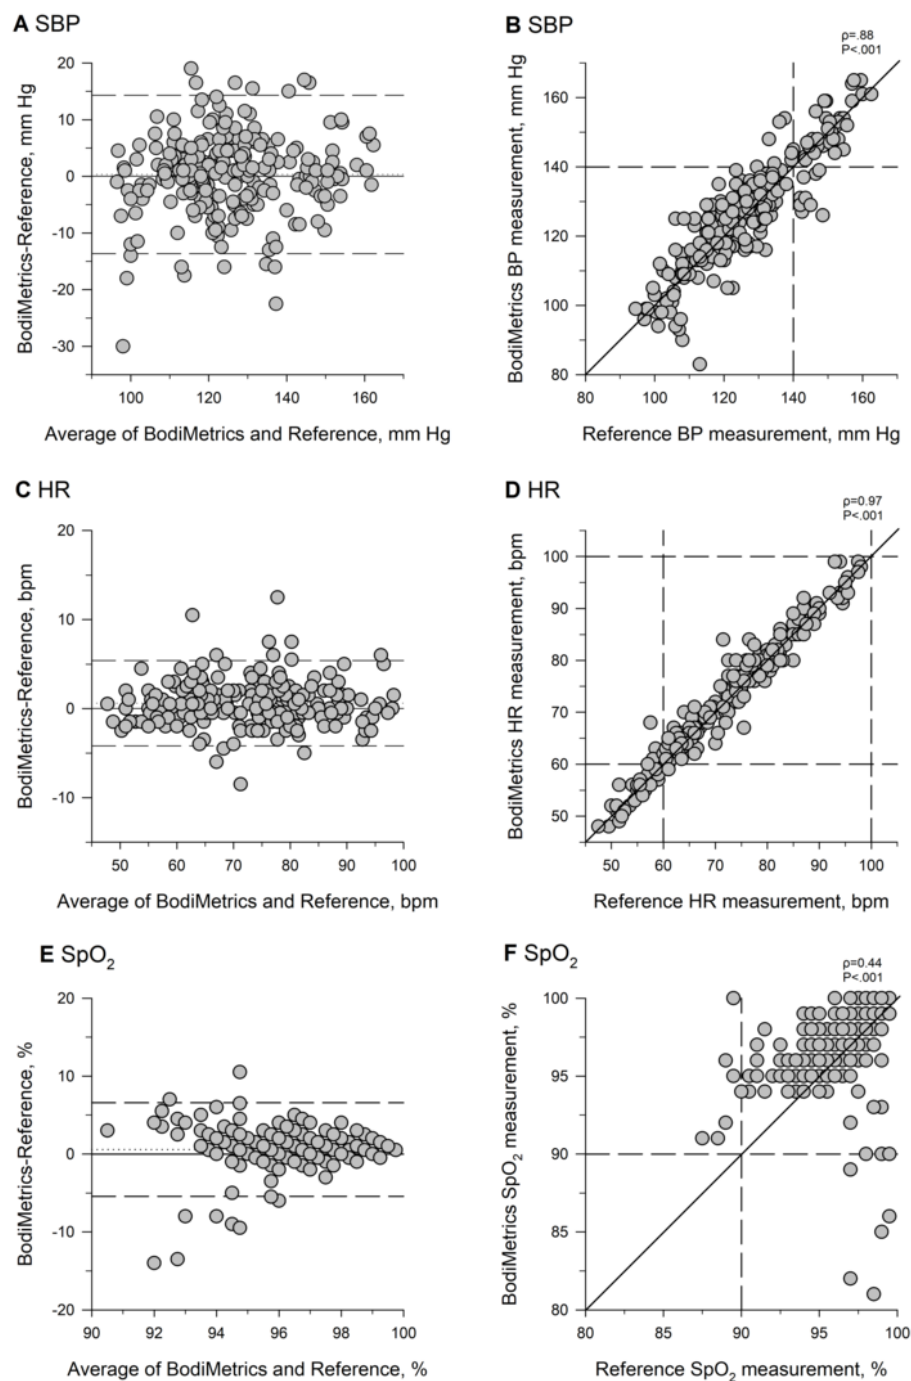 A SBP
B SBP
ρ=.88
P<.001
BodiMetrics-Reference, mm Hg
20
10
0
-10
-20
-30
100
120
140
160
Average of BodiMetrics and Reference, mm Hg
BodiMetrics BP measurement, mm Hg
160
140
120
100
80
80
100
120
140
160
Reference BP measurement, mm Hg
C HR
D HR
ρ=0.97
P<.001
BodiMetrics-Reference, bpm
20
10
0
-10
50
60
70
80
90
100
Average of BodiMetrics and Reference, bpm
BodiMetrics HR measurement, bpm
100
90
80
70
60
50
50
60
70
80
90
100
Reference HR measurement, bpm
E SpO2
F SpO2
ρ=0.44
P<.001
BodiMetrics-Reference, %
20
10
0
-10
-20
90
92
94
96
98
100
Average of BodiMetrics and Reference, %
BodiMetrics SpO2 measurement, %
100
95
90
85
80
80
85
90
95
100
Reference SpO2 measurement, %